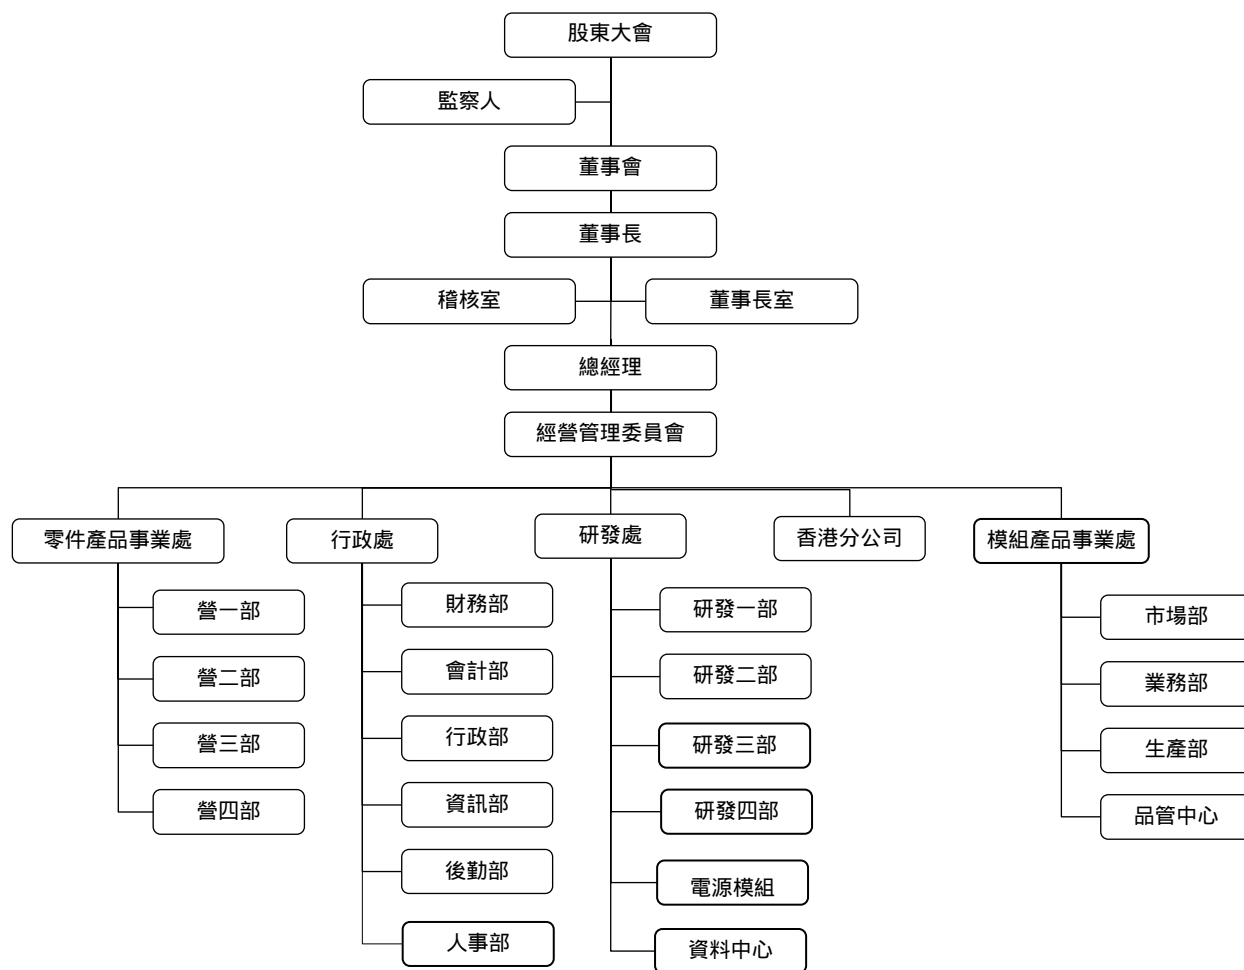 股東大會
監察人
董事會
董事長
稽核室
董事長室
總經理
經營管理委員會
零件產品事業處
行政處
研發處
香港分公司
模組產品事業處
營一部
營二部
營三部
營四部
財務部
會計部
行政部
資訊部
後勤部
人事部
研發一部
研發二部
研發三部
研發四部
電源模組
資料中心
市場部
業務部
生產部
品管中心